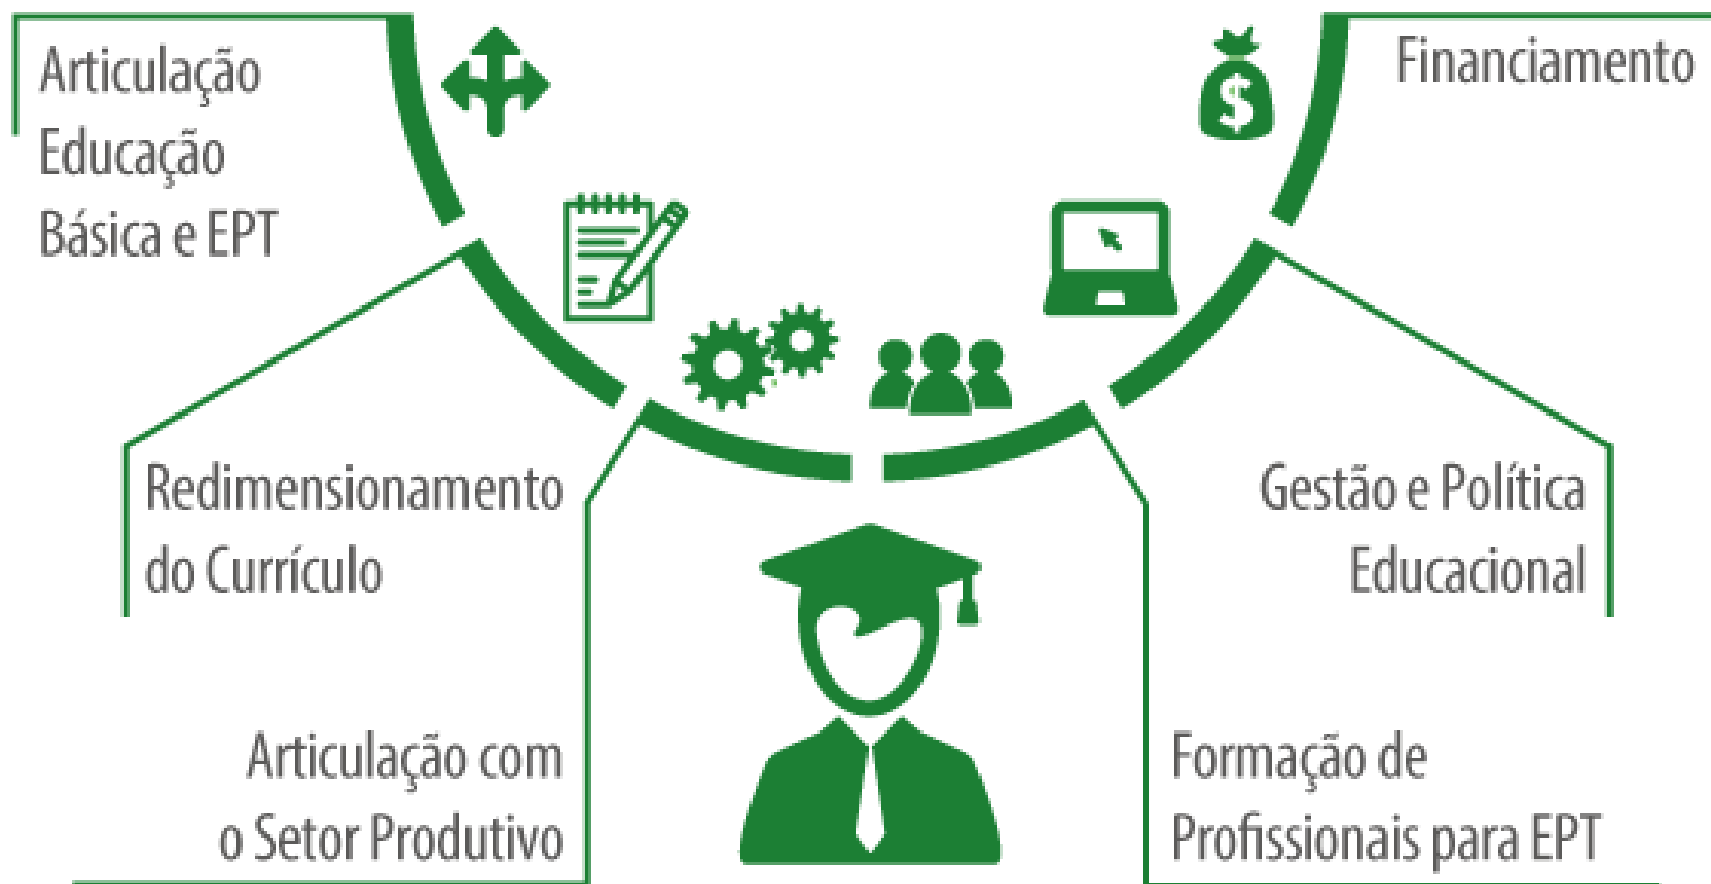 Articulação
Educação
Básica e EPT
Redimensionamento
do Currículo
Articulação com
o Setor Produtivo
Formação de
Profissionais para EPT
Gestão e Política
Educacional
Financiamento
$